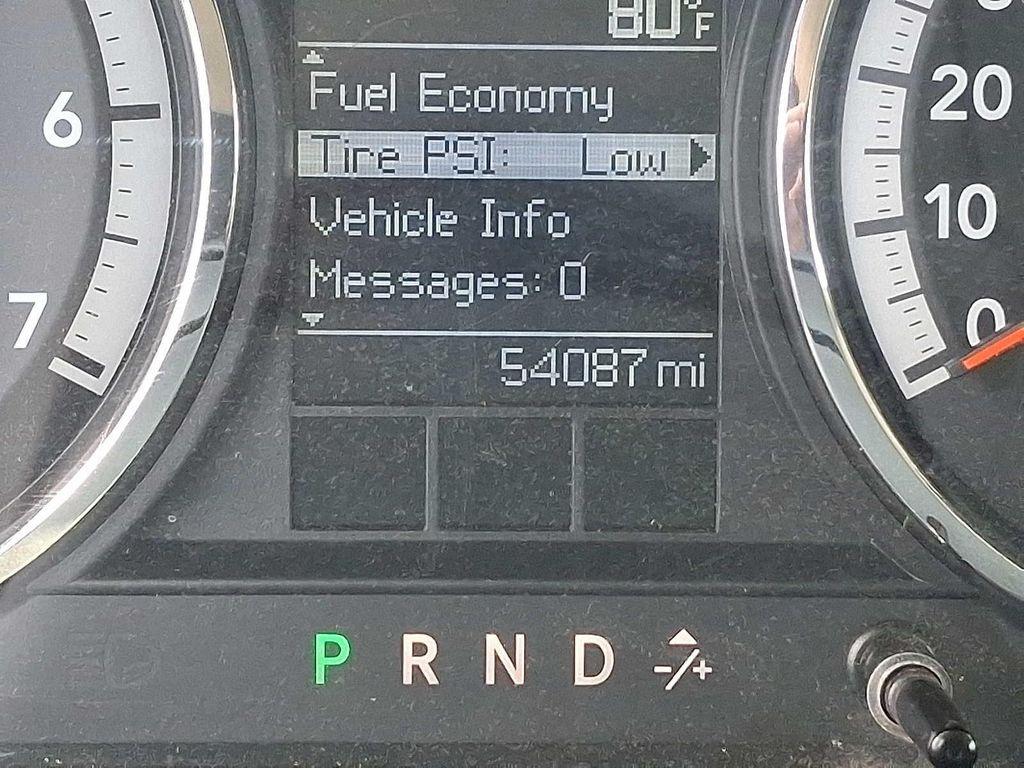 80°F
Fuel Economy
6
20
Tire PSI: Low
Vehicle Info
10
Messages: 0
7
0
54087 mi
P R N D -/+